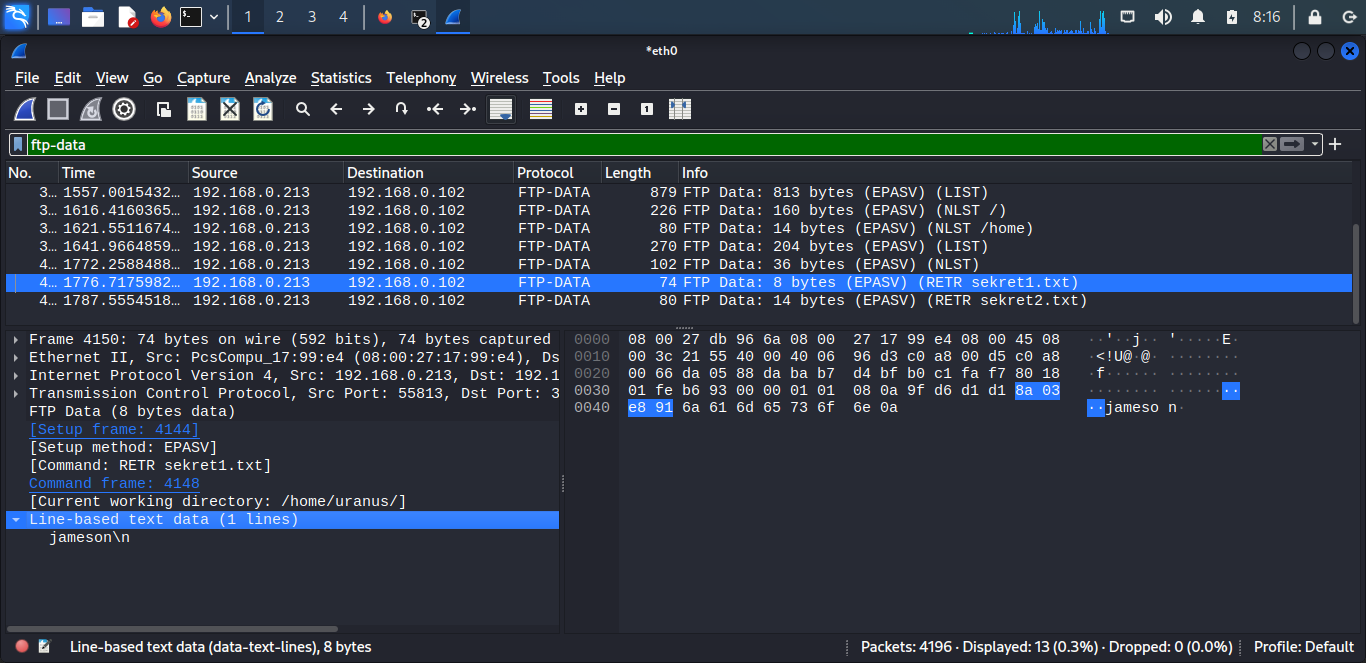 1 2 3 4 2 8:16
*eth0
File Edit View Go Capture Analyze Statistics Telephony Wireless Tools Help
ftp-data
No. Time Source Destination Protocol Length Info
3… 1557.0015432… 192.168.0.213 192.168.0.102 FTP-DATA 879 FTP Data: 813 bytes (EPASV) (LIST)
3… 1616.4160365… 192.168.0.213 192.168.0.102 FTP-DATA 226 FTP Data: 160 bytes (EPASV) (NLST /)
3… 1621.5511674… 192.168.0.213 192.168.0.102 FTP-DATA 80 FTP Data: 14 bytes (EPASV) (NLST /home)
3… 1641.9664859… 192.168.0.213 192.168.0.102 FTP-DATA 270 FTP Data: 204 bytes (EPASV) (LIST)
4… 1772.2588488… 192.168.0.213 192.168.0.102 FTP-DATA 102 FTP Data: 36 bytes (EPASV) (NLST)
4… 1776.7175982… 192.168.0.213 192.168.0.102 FTP-DATA 74 FTP Data: 8 bytes (EPASV) (RETR sekret1.txt)
4… 1787.5554518… 192.168.0.213 192.168.0.102 FTP-DATA 80 FTP Data: 14 bytes (EPASV) (RETR sekret2.txt)
Frame 4150: 74 bytes on wire (592 bits), 74 bytes captured
Ethernet II, Src: PcsCompu_17:99:e4 (08:00:27:17:99:e4), Ds
Internet Protocol Version 4, Src: 192.168.0.213, Dst: 192.1
Transmission Control Protocol, Src Port: 55813, Dst Port: 3
FTP Data (8 bytes data)
[Setup frame: 4144]
[Setup method: EPASV]
[Command: RETR sekret1.txt]
Command frame: 4148
[Current working directory: /home/uranus/]
Line-based text data (1 lines)
jameson\n
0000 08 00 27 db 96 6a 08 00 27 17 99 e4 08 00 45 08 ··'··j·· '·····E·
0010 00 3c 21 55 40 00 40 06 96 d3 c0 a8 00 d5 c0 a8 ·<!U@·@· ········
0020 00 66 da 05 88 da ba b7 d4 bf b0 c1 fa f7 80 18 ·f······ ········
0030 01 fe b6 93 00 00 01 01 08 0a 9f d6 d1 d1 8a 03 ········ ········
0040 e8 91 6a 61 6d 65 73 6f 6e 0a ··jameso n·
Line-based text data (data-text-lines), 8 bytes
Packets: 4196 · Displayed: 13 (0.3%) · Dropped: 0 (0.0%)
Profile: Default